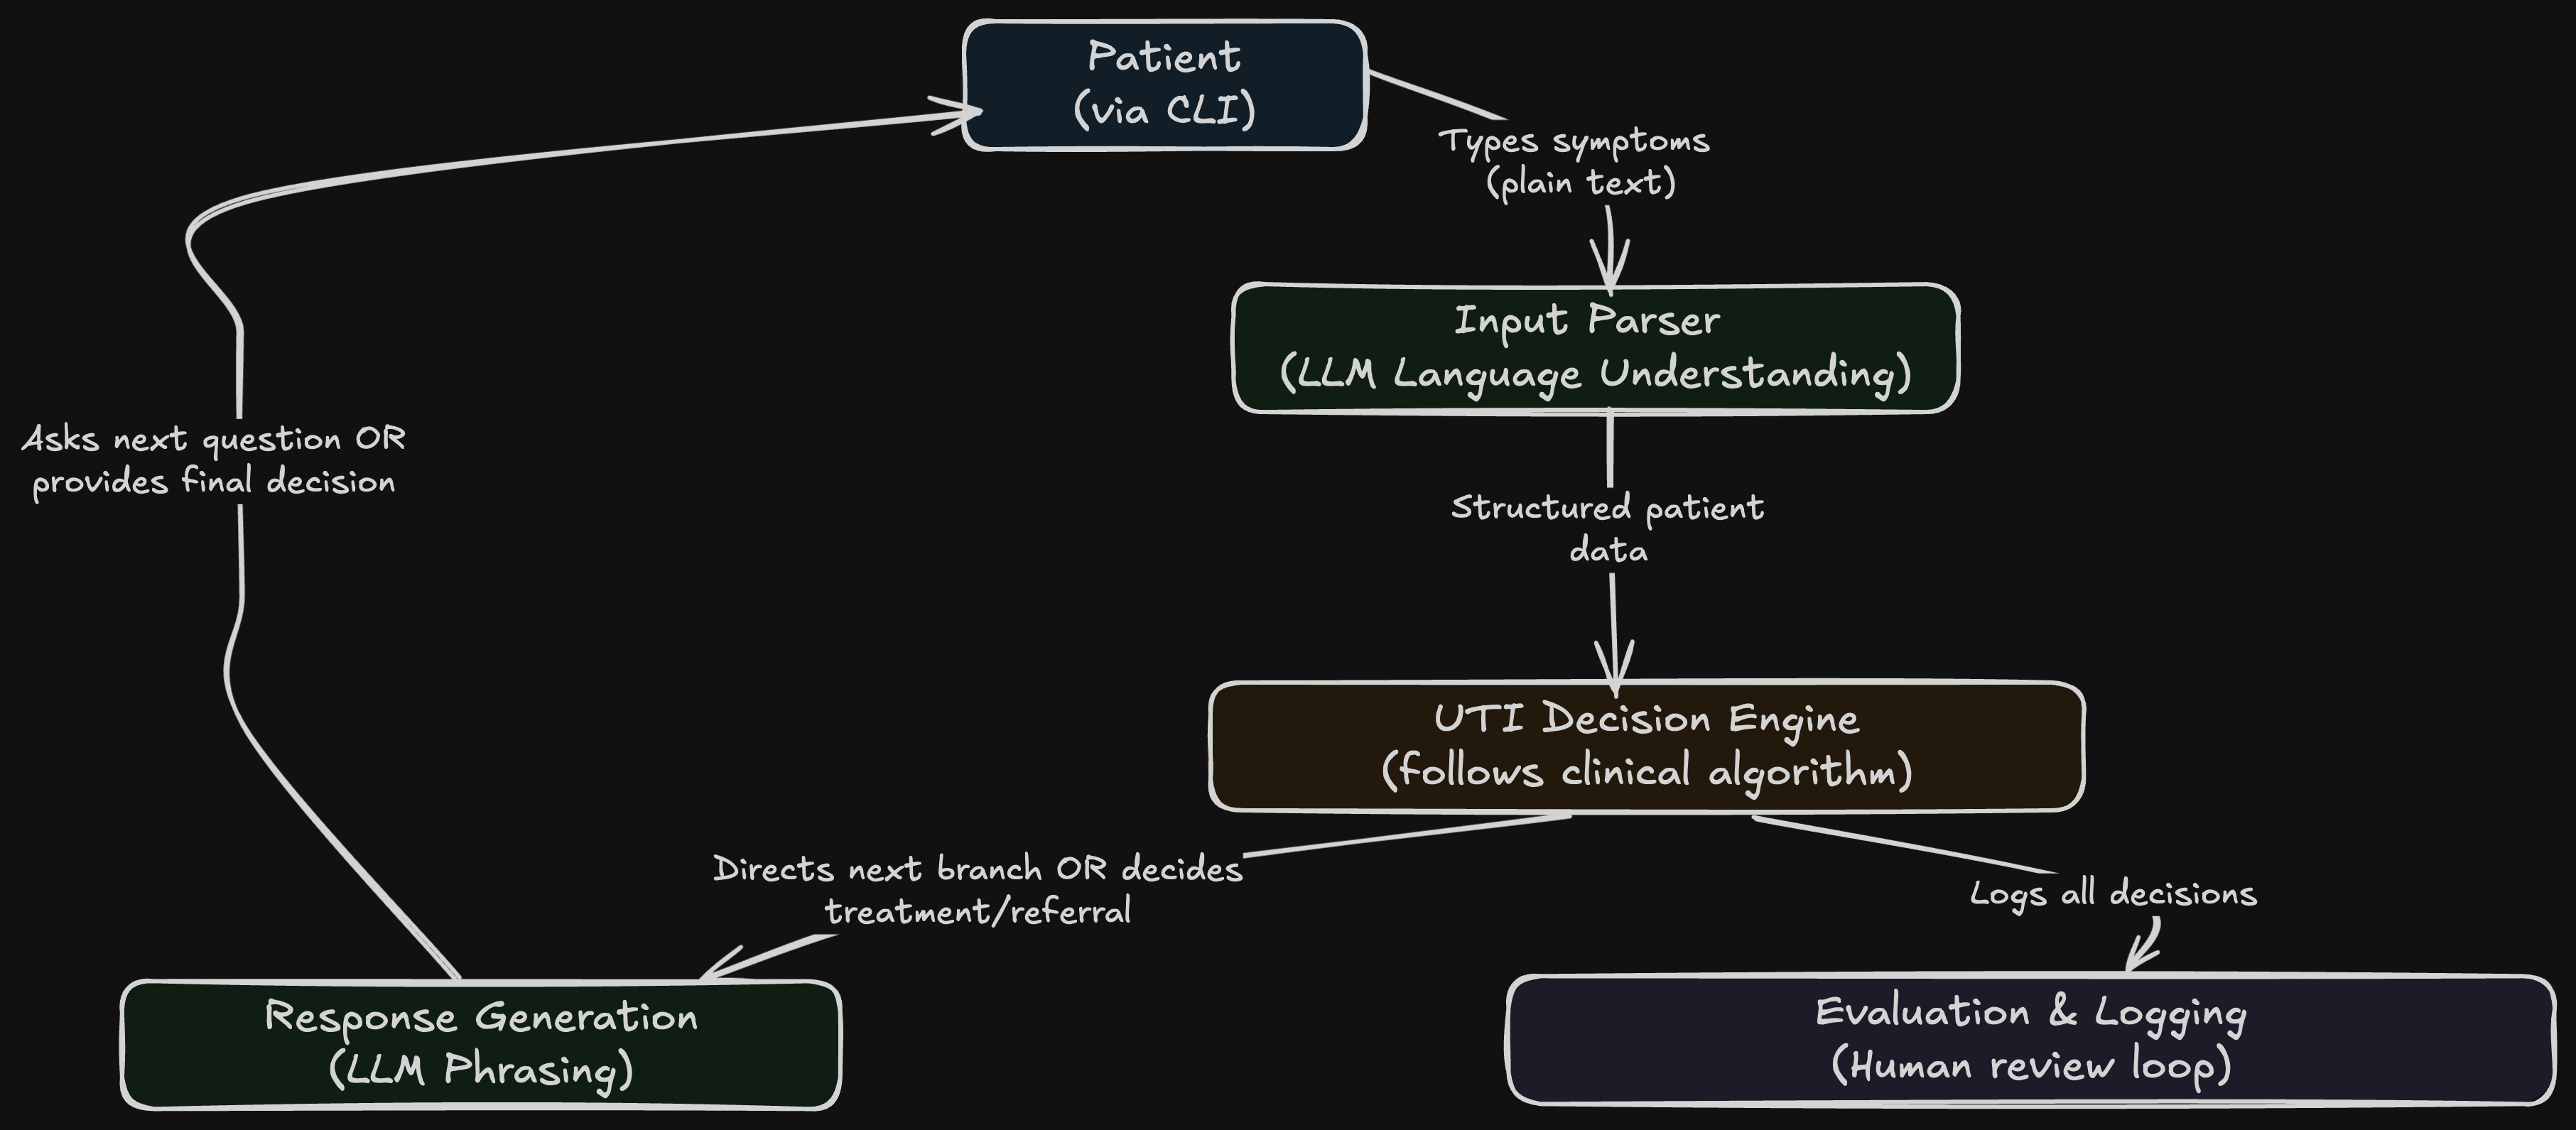 Patient
(via CLI)
Types symptoms
(plain text)
Input Parser
(LLM Language Understanding)
Asks next question OR
provides final decision
Structured patient
data
UTI Decision Engine
(follows clinical algorithm)
Directs next branch OR decides
treatment/referral
Logs all decisions
Response Generation
(LLM Phrasing)
Evaluation & Logging
(Human review loop)